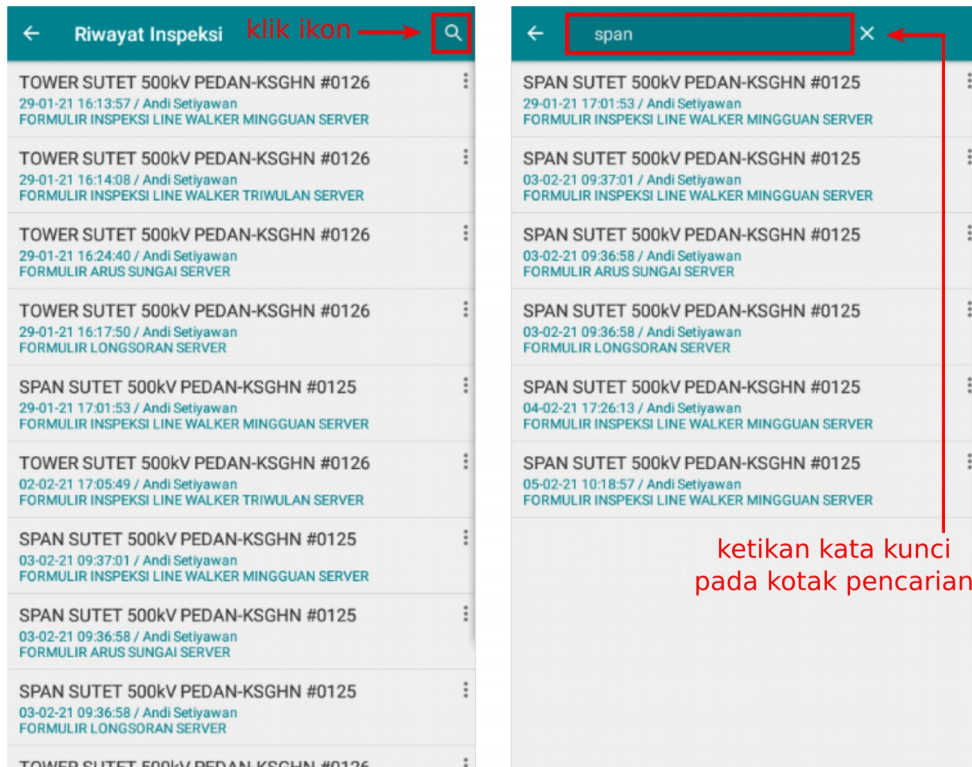 Riwayat Inspeksi
klik ikon
TOWER SUTET 500kV PEDAN-KSGHN #0126
29-01-21 16:13:57 / Andi Setiyawan
FORMULIR INSPEKSI LINE WALKER MINGGUAN SERVER
TOWER SUTET 500kV PEDAN-KSGHN #0126
29-01-21 16:14:08 / Andi Setiyawan
FORMULIR INSPEKSI LINE WALKER TRIWULAN SERVER
TOWER SUTET 500kV PEDAN-KSGHN #0126
29-01-21 16:24:40 / Andi Setiyawan
FORMULIR ARUS SUNGAI SERVER
TOWER SUTET 500kV PEDAN-KSGHN #0126
29-01-21 16:17:50 / Andi Setiyawan
FORMULIR LONGSORAN SERVER
SPAN SUTET 500kV PEDAN-KSGHN #0125
29-01-21 17:01:53 / Andi Setiyawan
FORMULIR INSPEKSI LINE WALKER MINGGUAN SERVER
TOWER SUTET 500kV PEDAN-KSGHN #0126
02-02-21 17:05:49 / Andi Setiyawan
FORMULIR INSPEKSI LINE WALKER TRIWULAN SERVER
SPAN SUTET 500kV PEDAN-KSGHN #0125
03-02-21 09:37:01 / Andi Setiyawan
FORMULIR INSPEKSI LINE WALKER MINGGUAN SERVER
SPAN SUTET 500kV PEDAN-KSGHN #0125
03-02-21 09:36:58 / Andi Setiyawan
FORMULIR ARUS SUNGAI SERVER
SPAN SUTET 500kV PEDAN-KSGHN #0125
03-02-21 09:36:58 / Andi Setiyawan
FORMULIR LONGSORAN SERVER
TOWER SUTET 500kV PEDAN-KSGHN #0126
span
SPAN SUTET 500kV PEDAN-KSGHN #0125
29-01-21 17:01:53 / Andi Setiyawan
FORMULIR INSPEKSI LINE WALKER MINGGUAN SERVER
SPAN SUTET 500kV PEDAN-KSGHN #0125
03-02-21 09:37:01 / Andi Setiyawan
FORMULIR INSPEKSI LINE WALKER MINGGUAN SERVER
SPAN SUTET 500kV PEDAN-KSGHN #0125
03-02-21 09:36:58 / Andi Setiyawan
FORMULIR ARUS SUNGAI SERVER
SPAN SUTET 500kV PEDAN-KSGHN #0125
03-02-21 09:36:58 / Andi Setiyawan
FORMULIR LONGSORAN SERVER
SPAN SUTET 500kV PEDAN-KSGHN #0125
04-02-21 17:26:13 / Andi Setiyawan
FORMULIR INSPEKSI LINE WALKER MINGGUAN SERVER
SPAN SUTET 500kV PEDAN-KSGHN #0125
05-02-21 10:18:57 / Andi Setiyawan
FORMULIR INSPEKSI LINE WALKER MINGGUAN SERVER
ketikan kata kunci
pada kotak pencarian